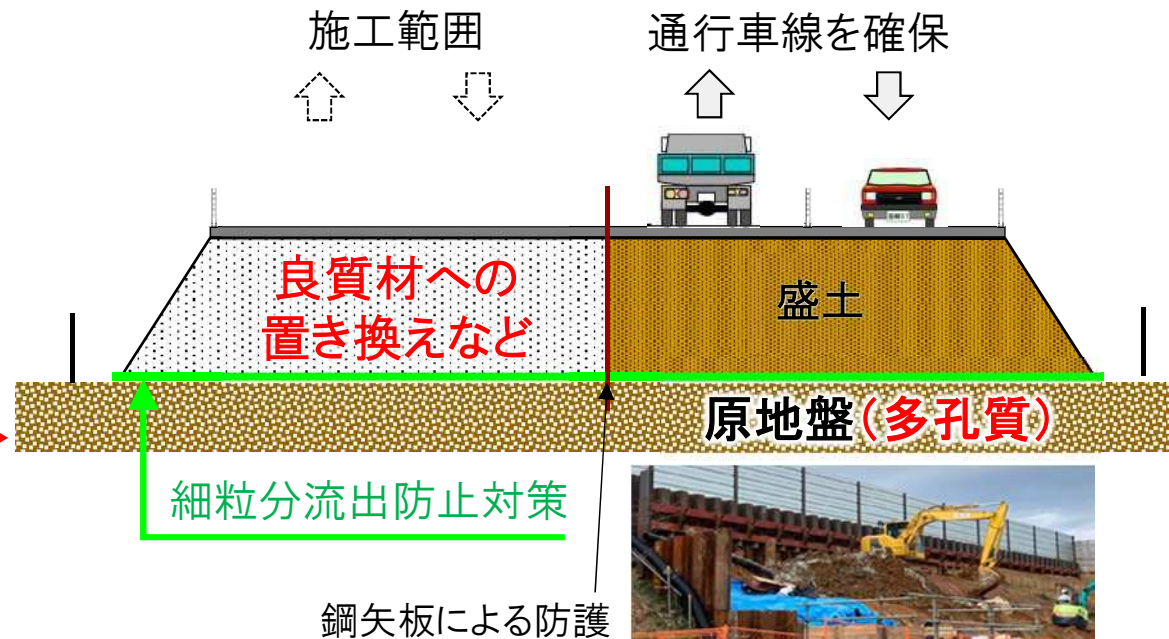 施工範囲
通行車線を確保
良質材への
置き換えなど
盛土
原地盤(多孔質)
細粒分流出防止対策
鋼矢板による防護